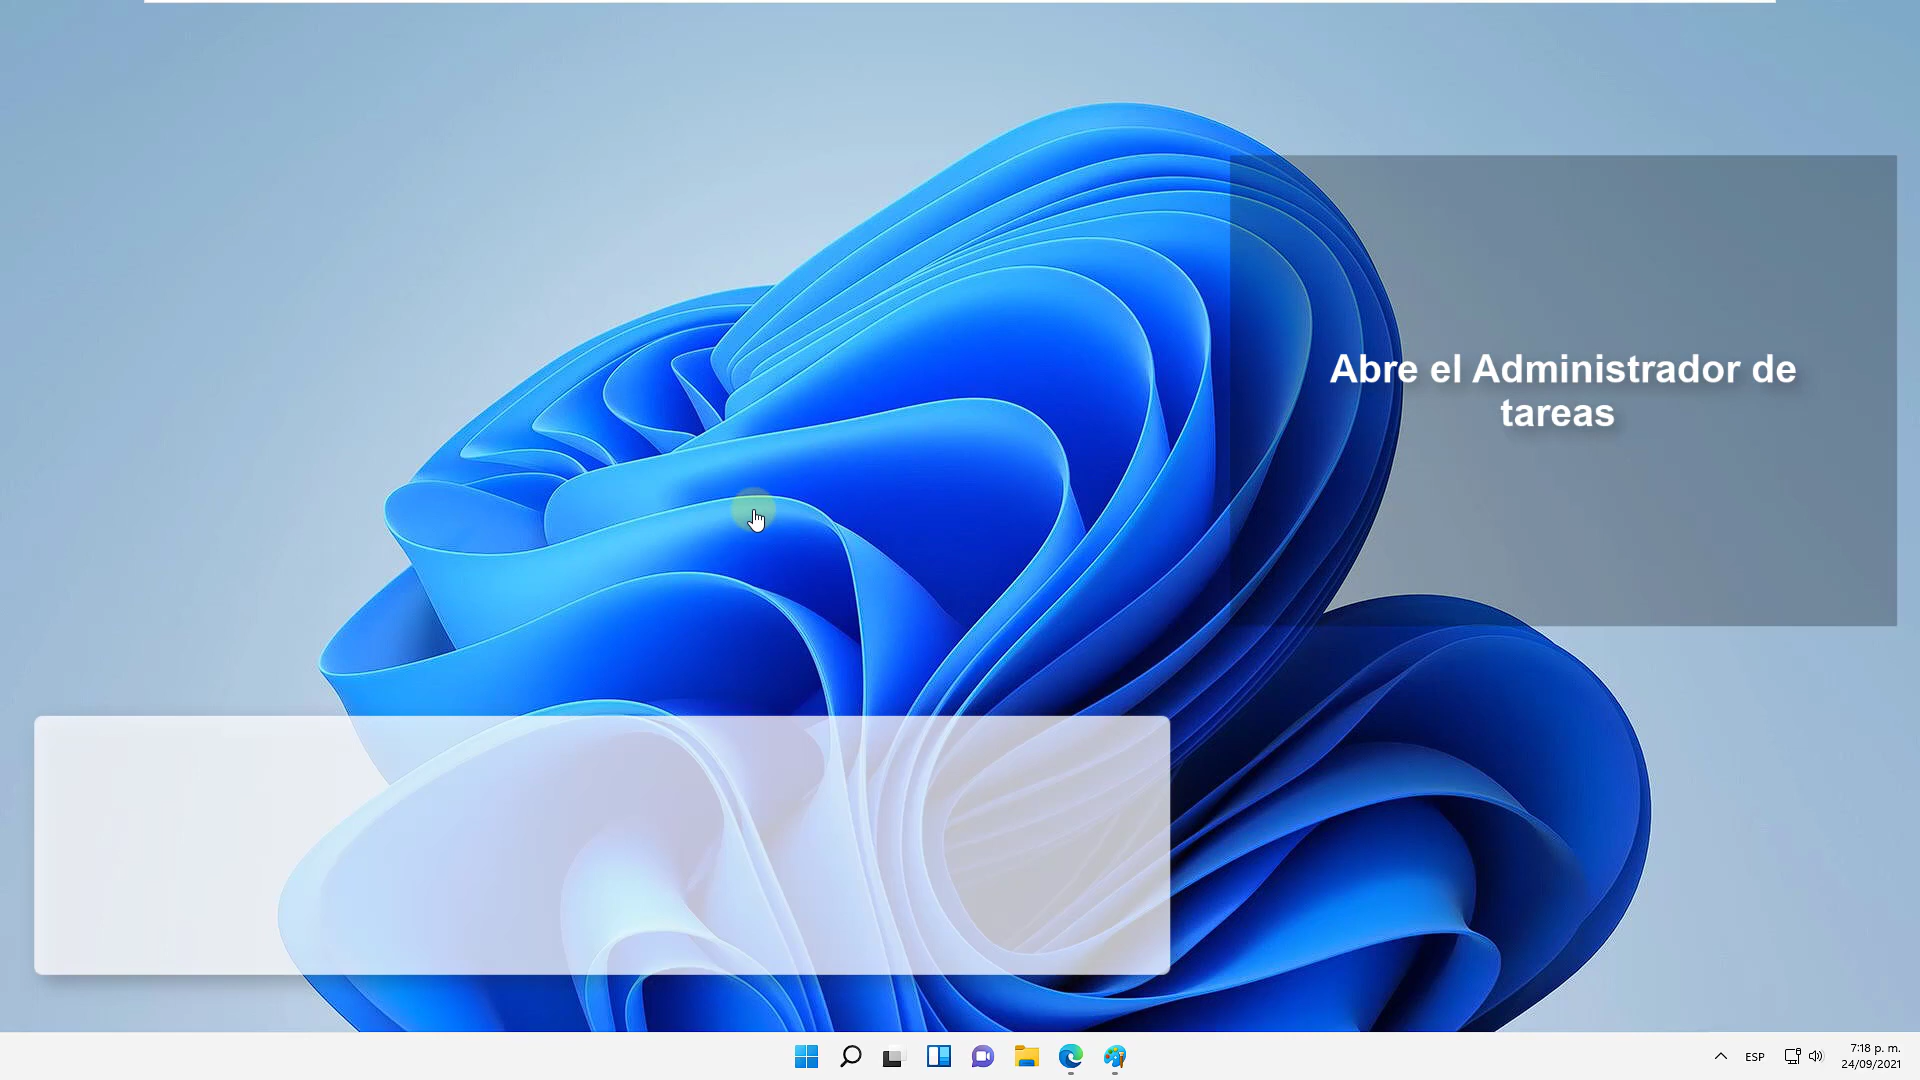 Abre el Administrador de
tareas
ESP
7:18 p. m.
24/09/2021